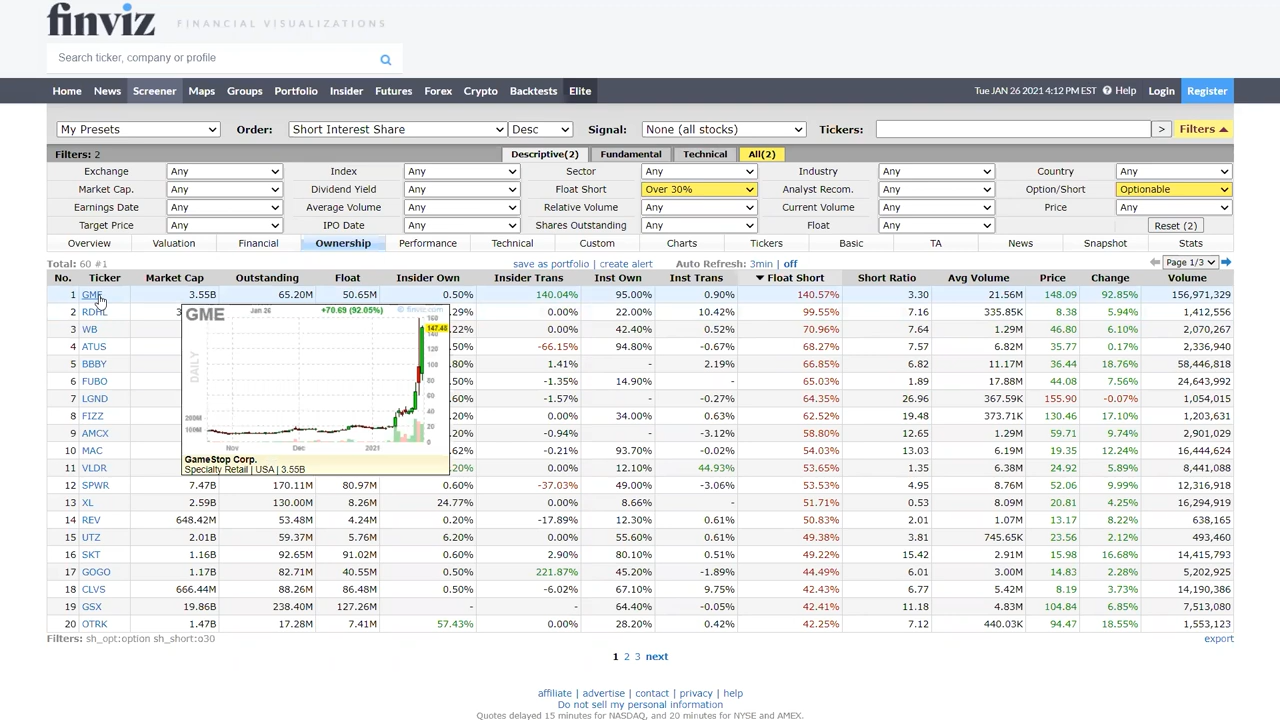 finviz FINANCIAL VISUALIZATIONS
Search ticker, company or profile
Home News Screener Maps Groups Portfolio Insider Futures Forex Crypto Backtests Elite Tue JAN 26 2021 4:12 PM EST Help Login Register
My Presets Order: Short Interest Share Desc Signal: None (all stocks) Tickers: > Filters
Filters: 2 Descriptive(2) Fundamental Technical All(2)
Exchange Any Index Any Sector Any Industry Any Country Any
Market Cap. Any Dividend Yield Any Float Short Over 30% Analyst Recom. Any Option/Short Optionable
Earnings Date Any Average Volume Any Relative Volume Any Current Volume Any Price Any
Target Price Any IPO Date Any Shares Outstanding Any Float Any Reset (2)
Overview Valuation Financial Ownership Performance Technical Custom Charts Tickers Basic TA News Snapshot Stats
Total: 60 #1 save as portfolio | create alert Auto Refresh: 3min | off Page 1/3
No. Ticker Market Cap Outstanding Float Insider Own Insider Trans Inst Own Inst Trans Float Short Short Ratio Avg Volume Price Change Volume
1 GME 3.55B 65.20M 50.65M 0.50% 140.04% 95.00% 0.90% 140.57% 3.30 21.56M 148.09 92.85% 156,971,329
2 RDHL 3 .29% 0.00% 22.00% 10.42% 99.55% 7.16 335.85K 8.38 5.94% 1,412,556
3 WB 0.00% 42.40% 0.52% 70.96% 7.64 1.29M 46.80 6.10% 2,070,267
4 ATUS .50% -66.15% 94.80% -0.67% 68.27% 7.57 6.82M 35.77 0.17% 2,336,940
5 BBBY .80% 1.41% - 2.19% 66.85% 6.82 11.17M 36.44 18.76% 58,446,818
6 FUBO .50% -1.35% 14.90% - 65.03% 1.89 17.88M 44.08 7.56% 24,643,992
7 LGND .60% -1.57% - -0.27% 64.35% 26.96 367.59K 155.90 -0.07% 1,054,015
8 FIZZ 0.00% 34.00% 0.63% 62.52% 19.48 373.71K 130.46 17.10% 1,203,631
9 AMCX .20% -0.94% - -3.12% 58.80% 12.65 1.29M 59.71 9.74% 2,901,029
10 MAC .62% -0.21% 93.70% -0.02% 54.03% 13.03 6.19M 19.35 12.24% 16,444,624
11 VLDR .20% 0.00% 12.10% 44.93% 53.65% 1.35 6.38M 24.92 5.89% 8,441,088
12 SPWR 7.47B 170.11M 80.97M 0.60% -37.03% 49.00% -3.06% 53.53% 4.95 8.76M 52.06 9.99% 12,316,918
13 XL 2.59B 130.00M 8.26M 24.77% 0.00% 8.66% - 51.71% 0.53 8.09M 20.81 4.25% 16,294,919
14 REV 648.42M 53.48M 4.24M 0.20% -17.89% 12.30% 0.61% 50.83% 2.01 1.07M 13.17 8.22% 638,165
15 UTZ 2.01B 59.37M 5.76M 6.20% 0.00% 55.60% 0.61% 49.38% 3.81 745.65K 23.56 2.12% 493,460
16 SKT 1.16B 92.65M 91.02M 0.60% 2.90% 80.10% 0.51% 49.22% 15.42 2.91M 15.98 16.68% 14,415,793
17 GOGO 1.17B 82.71M 40.55M 0.50% 221.87% 45.20% -1.89% 44.49% 6.01 3.00M 14.83 2.28% 5,202,925
18 CLVS 666.44M 88.26M 86.48M 0.50% -6.02% 67.10% 9.75% 42.43% 6.77 5.42M 8.19 3.73% 14,190,386
19 GSX 19.86B 238.40M 127.26M - - 64.40% -0.05% 42.41% 11.18 4.83M 104.84 6.85% 7,513,080
20 OTRK 1.47B 17.28M 7.41M 57.43% 0.00% 28.20% 0.42% 42.25% 7.12 440.03K 94.47 18.55% 1,553,123
GME Jan 26 +70.69 (92.05%) © finviz.com
DAILY
160
147.46
140
120
100
80
60
40
20
0
200M
100M
Nov Dec 2021
GameStop Corp.
Specialty Retail | USA | 3.55B
Filters: sh_opt:option sh_short:o30 export
1 2 3 next
affiliate | advertise | contact | privacy | help
Do not sell my personal information
Quotes delayed 15 minutes for NASDAQ, and 20 minutes for NYSE and AMEX.